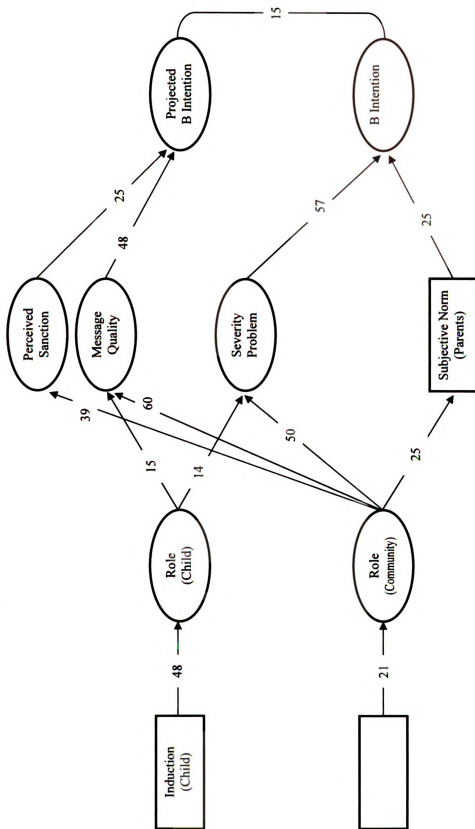 Perceived
Sanction
Projected
B Intention
Message
Quality
Induction
(Child)
Role
(Child)
Severity
Problem
Role
(Community)
Subjective Norm
(Parents)
B Intention
48
21
15
14
39
60
50
25
25
48
57
25
15